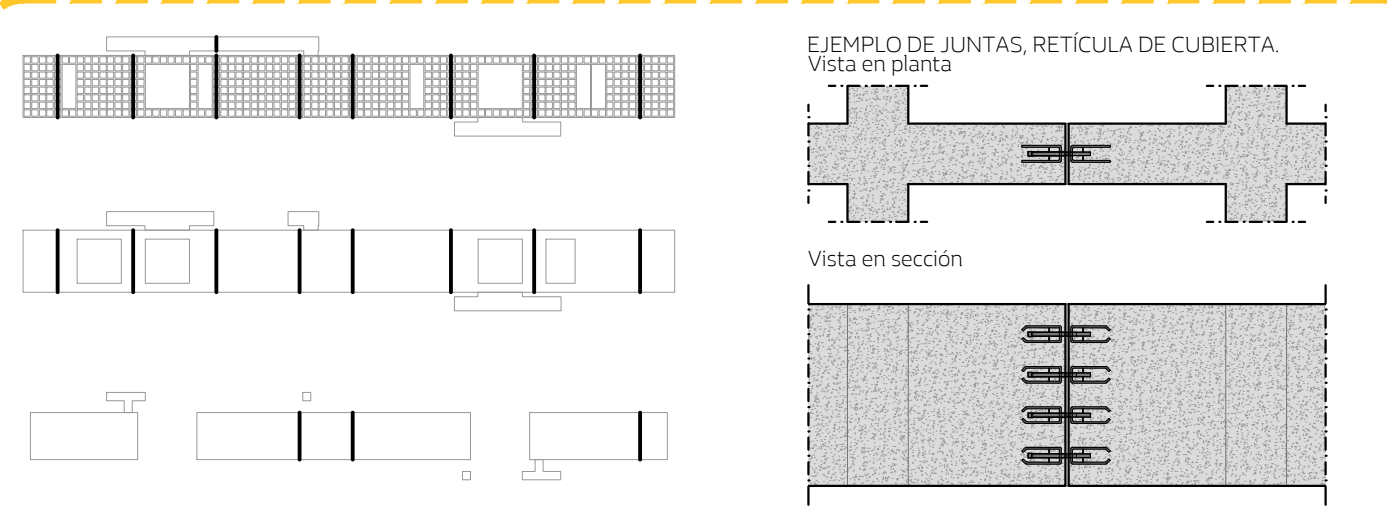 EJEMPLO DE JUNTAS, RETÍCULA DE CUBIERTA.
Vista en planta
Vista en sección